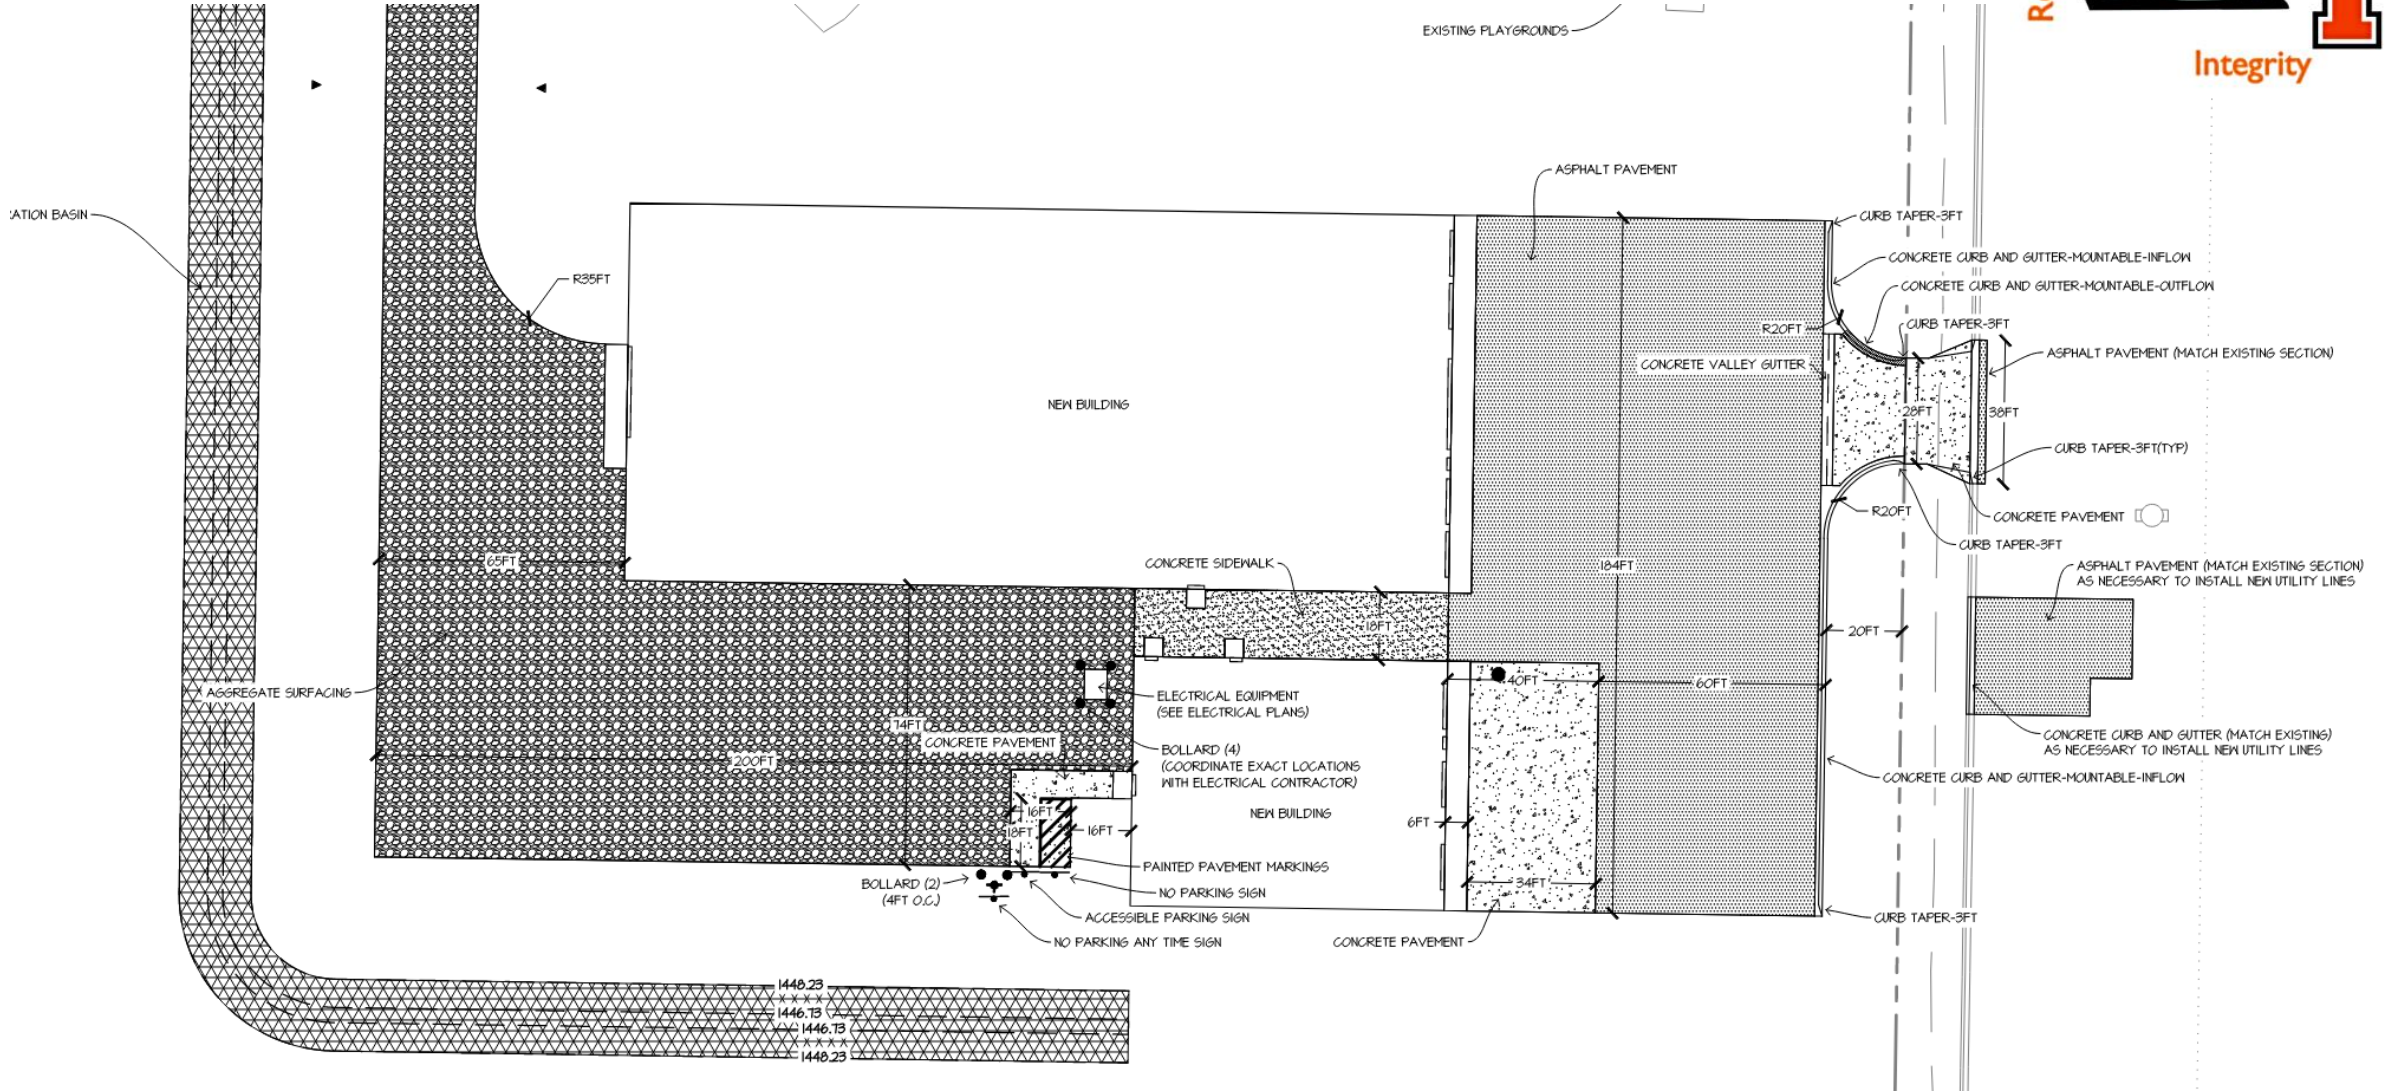 EXISTING PLAYGROUNDS
Integrity
ASPHALT PAVEMENT
CATION BASIN
CURB TAPER-3FT
CONCRETE CURB AND GUTTER-MOUNTABLE-INFLOW
R35FT
CONCRETE CURB AND GUTTER-MOUNTABLE-OUTFLOW
R20FT
CURB TAPER-3FT
ASPHALT PAVEMENT (MATCH EXISTING SECTION)
CONCRETE VALLEY GUTTER
NEW BUILDING
28FT
38FT
CURB TAPER-3FT(TYP)
R20FT
CONCRETE PAVEMENT
CURB TAPER-3FT
65FT
CONCRETE SIDEWALK
184FT
ASPHALT PAVEMENT (MATCH EXISTING SECTION)
AS NECESSARY TO INSTALL NEW UTILITY LINES
18FT
20FT
AGGREGATE SURFACING
ELECTRICAL EQUIPMENT
(SEE ELECTRICAL PLANS)
40FT
60FT
74FT
CONCRETE PAVEMENT
CONCRETE CURB AND GUTTER (MATCH EXISTING)
AS NECESSARY TO INSTALL NEW UTILITY LINES
BOLLARD (4)
(COORDINATE EXACT LOCATIONS
WITH ELECTRICAL CONTRACTOR)
200FT
CONCRETE CURB AND GUTTER-MOUNTABLE-INFLOW
16FT
18FT
16FT
NEW BUILDING
6FT
PAINTED PAVEMENT MARKINGS
BOLLARD (2)
(4FT O.C.)
NO PARKING SIGN
34FT
ACCESSIBLE PARKING SIGN
CURB TAPER-3FT
NO PARKING ANY TIME SIGN
CONCRETE PAVEMENT
1448.23
1446.73
1446.73
1448.23